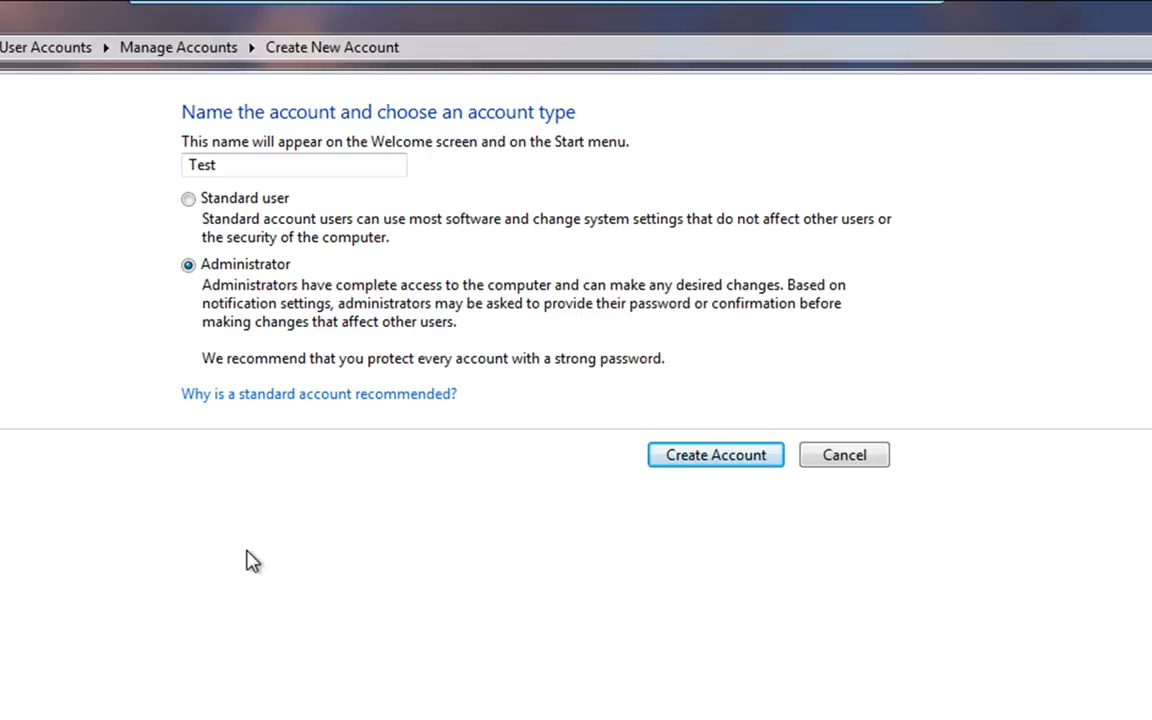 User Accounts ▸ Manage Accounts ▸ Create New Account
Name the account and choose an account type
This name will appear on the Welcome screen and on the Start menu.
Test
Standard user
Standard account users can use most software and change system settings that do not affect other users or
the security of the computer.
Administrator
Administrators have complete access to the computer and can make any desired changes. Based on
notification settings, administrators may be asked to provide their password or confirmation before
making changes that affect other users.
We recommend that you protect every account with a strong password.
Why is a standard account recommended?
Create Account Cancel